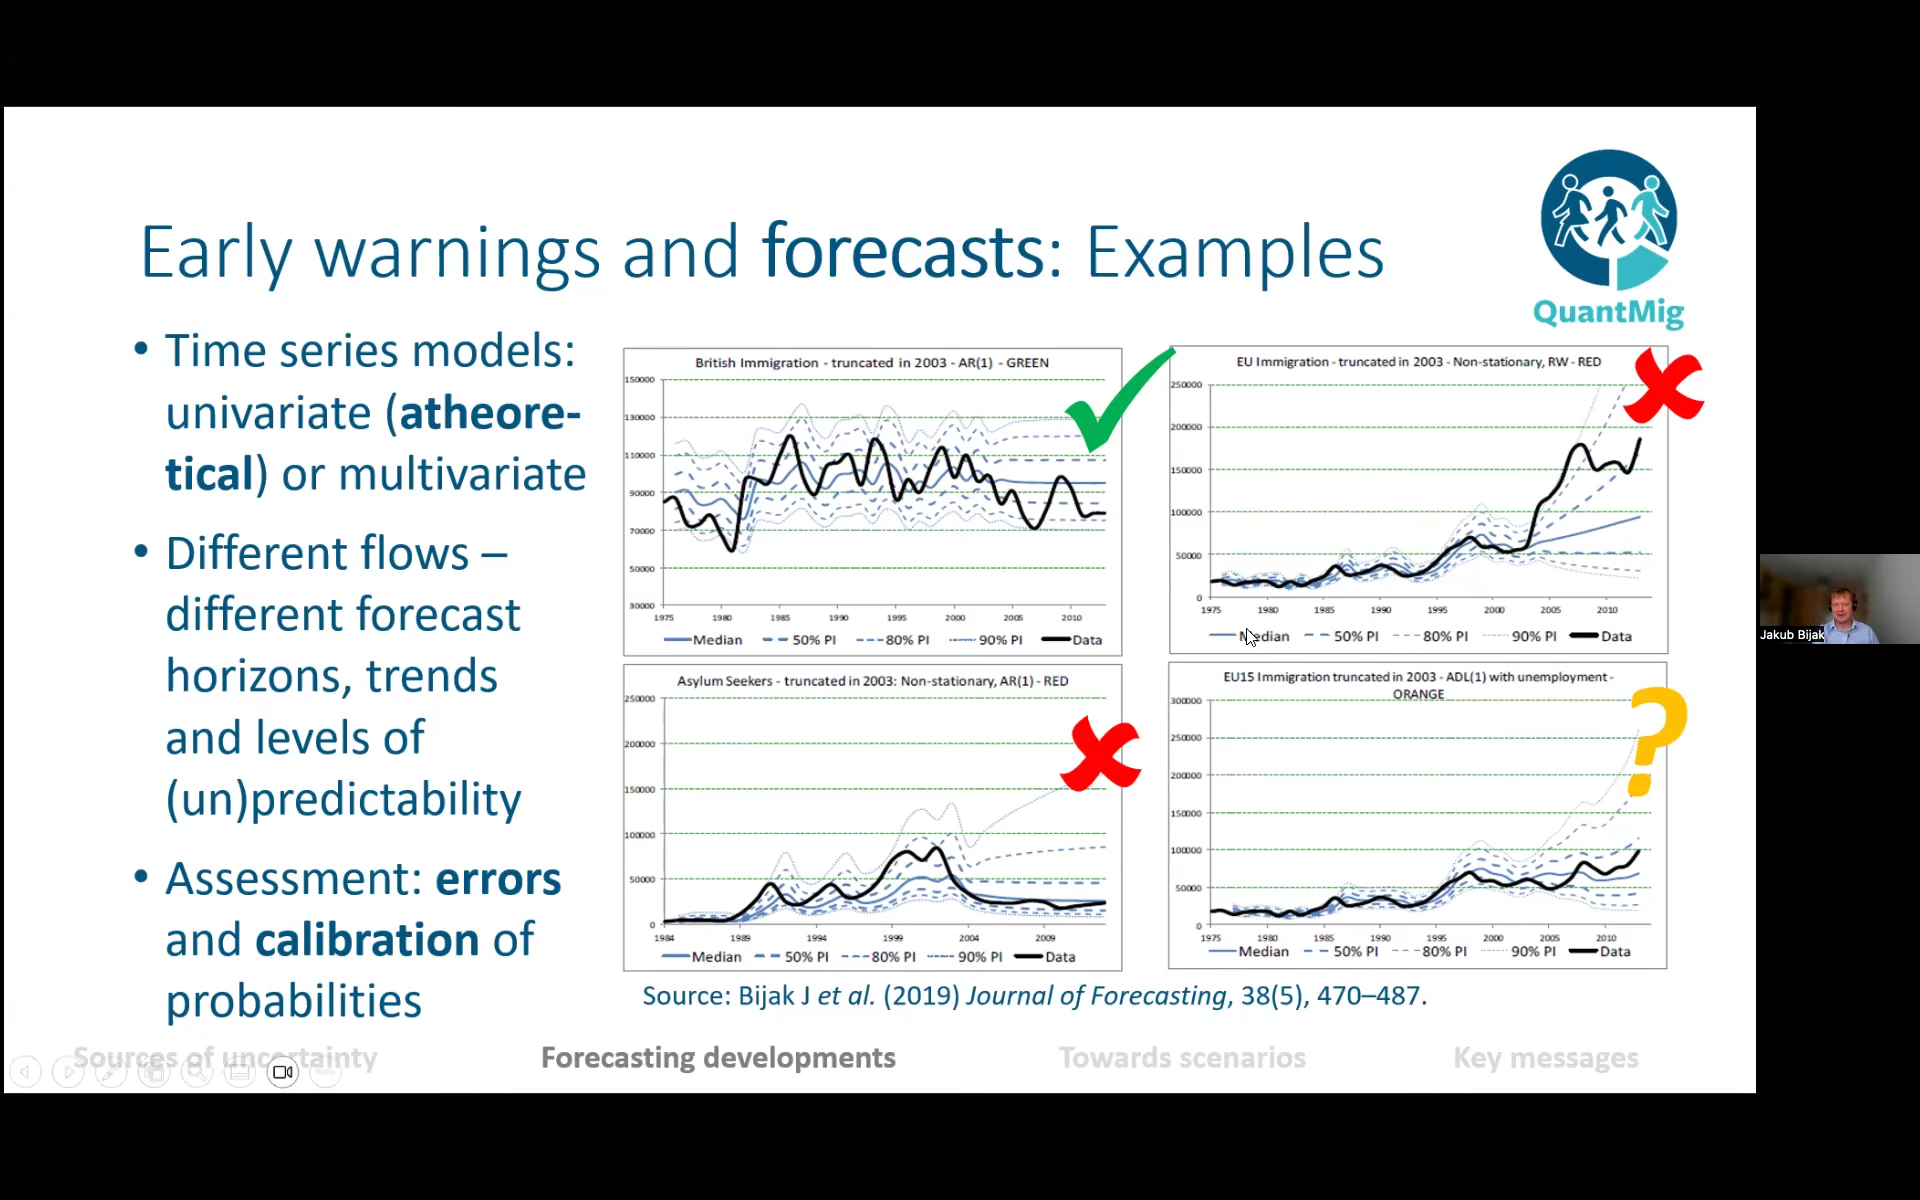 Early warnings and forecasts: Examples
QuantMig
• Time series models:
univariate (atheore-
tical) or multivariate
• Different flows –
different forecast
horizons, trends
and levels of
(un)predictability
• Assessment: errors
and calibration of
probabilities
British Immigration - truncated in 2003 - AR(1) - GREEN
150000
130000
110000
90000
70000
50000
30000
1975 1980 1985 1990 1995 2000 2005 2010
Median 50% PI 80% PI 90% PI Data
EU Immigration - truncated in 2003 - Non-stationary, RW - RED
250000
200000
150000
100000
50000
0
1975 1980 1985 1990 1995 2000 2005 2010
Median 50% PI 80% PI 90% PI Data
Asylum Seekers - truncated in 2003: Non-stationary, AR(1) - RED
250000
200000
150000
100000
50000
0
1984 1989 1994 1999 2004 2009
Median 50% PI 80% PI 90% PI Data
EU15 Immigration truncated in 2003 - ADL(1) with unemployment -
ORANGE
?
300000
250000
200000
150000
100000
50000
0
1975 1980 1985 1990 1995 2000 2005 2010
Median 50% PI 80% PI 90% PI Data
Source: Bijak J et al. (2019) Journal of Forecasting, 38(5), 470–487.
Sources of uncertainty Forecasting developments Towards scenarios Key messages
Jakub Bijak